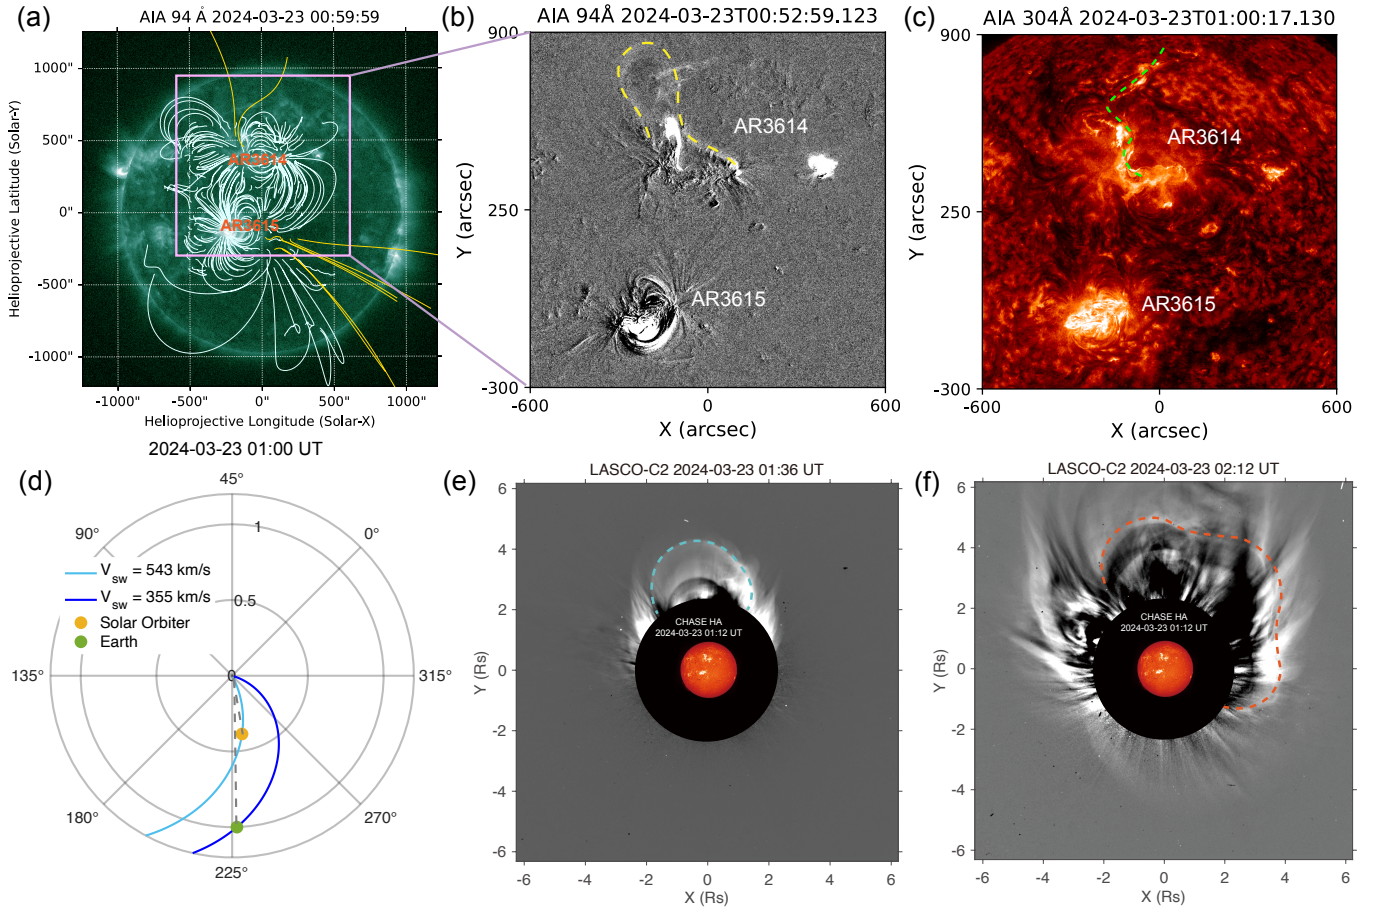 (a)
AIA 94 Å 2024-03-23 00:59:59
Helioprojective Latitude (Solar-Y)
1000"
500"
0"
-500"
-1000"
AR3614
AR3615
-1000" -500" 0" 500" 1000"
Helioprojective Longitude (Solar-X)
(b)
AIA 94Å 2024-03-23T00:52:59.123
Y (arcsec)
900
250
-300
AR3614
AR3615
-600 0 600
X (arcsec)
(c)
AIA 304Å 2024-03-23T01:00:17.130
Y (arcsec)
900
250
-300
AR3614
AR3615
-600 0 600
X (arcsec)
(d)
2024-03-23 01:00 UT
45°
90° 0°
1
Vsw = 543 km/s
Vsw = 355 km/s
0.5
Solar Orbiter
Earth
135° 0 315°
180° 270°
225°
(e)
LASCO-C2 2024-03-23 01:36 UT
Y (Rs)
6
4
2
0
-2
-4
-6
CHASE HA
2024-03-23 01:12 UT
-6 -4 -2 0 2 4 6
X (Rs)
(f)
LASCO-C2 2024-03-23 02:12 UT
Y (Rs)
6
4
2
0
-2
-4
-6
CHASE HA
2024-03-23 01:12 UT
-6 -4 -2 0 2 4 6
X (Rs)